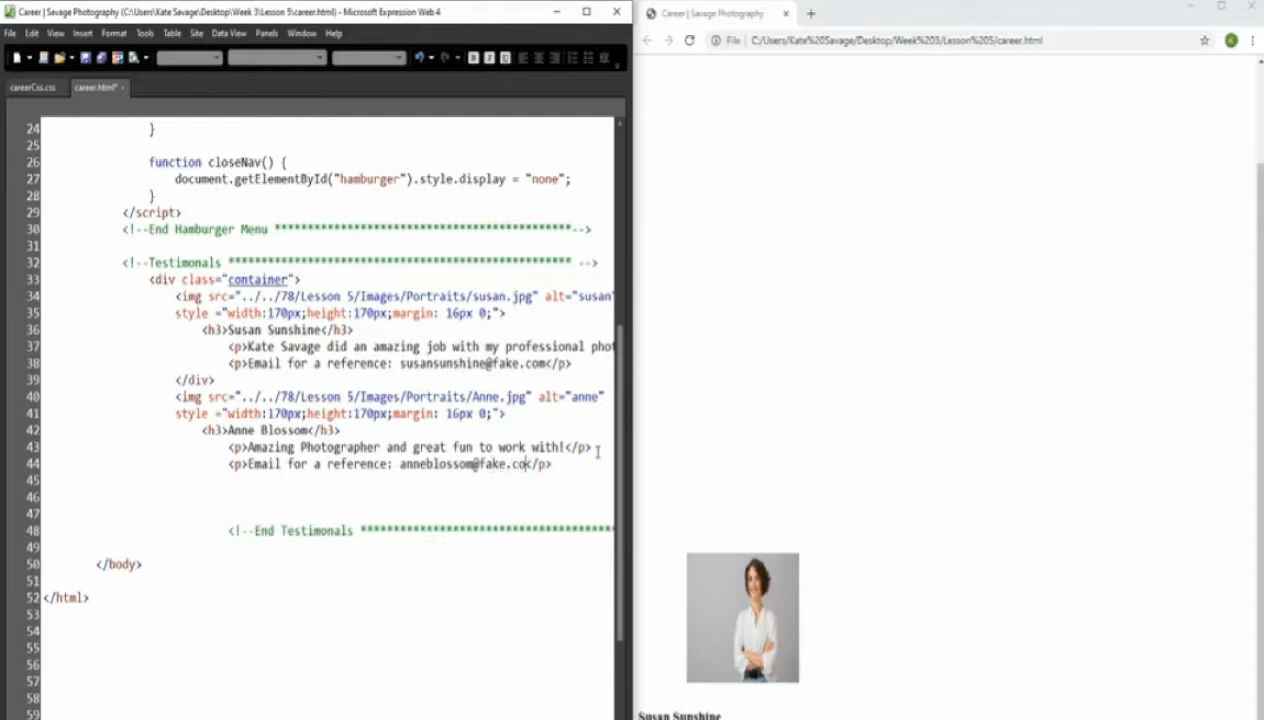 Career | Savage Photography (C:\Users\Kate Savage\Desktop\Week 3\Lesson 5\career.html) - Microsoft Expression Web 4
File Edit View Insert Format Tools Table Site Data View Panels Window Help
careerCss.css career.html*
24 }
25
26 function closeNav() {
27 document.getElementById("hamburger").style.display = "none";
28 }
29 </script>
30 <!--End Hamburger Menu *********************************************-->
31
32 <!--Testimonals **************************************************** -->
33 <div class="container">
34 <img src="../../78/Lesson 5/Images/Portraits/susan.jpg" alt="susan"
35 style ="width:170px;height:170px;margin: 16px 0;">
36 <h3>Susan Sunshine</h3>
37 <p>Kate Savage did an amazing job with my professional phot
38 <p>Email for a reference: susansunshine@fake.com</p>
39 </div>
40 <img src="../../78/Lesson 5/Images/Portraits/Anne.jpg" alt="anne"
41 style ="width:170px;height:170px;margin: 16px 0;">
42 <h3>Anne Blossom</h3>
43 <p>Amazing Photographer and great fun to work with!</p>
44 <p>Email for a reference: anneblossom@fake.co</p>
45
46
47
48 <!--End Testimonals ***************************************
49
50 </body>
51
52 </html>
53
54
55
56
57
58
59
Career | Savage Photography
File C:/Users/Kate%20Savage/Desktop/Week%203/Lesson%205/career.html
Susan Sunshine